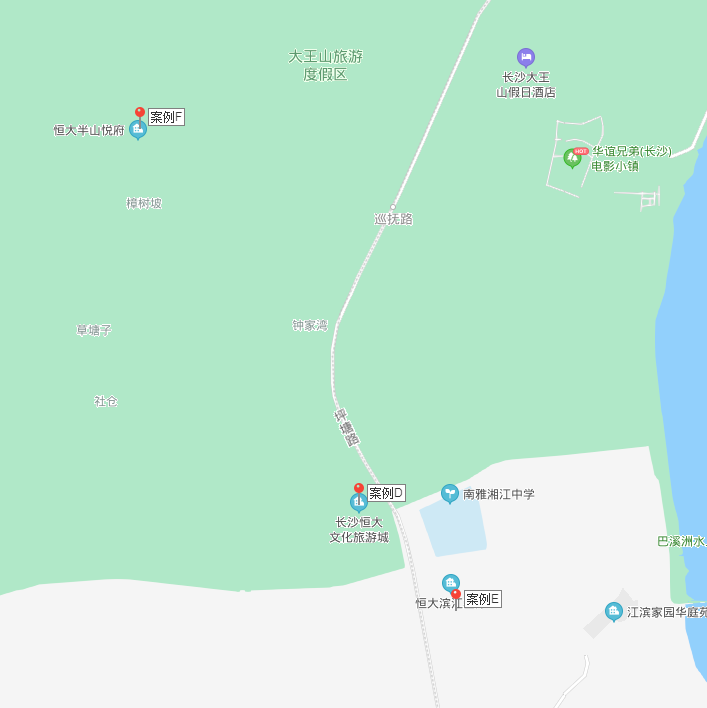 大王山旅游
度假区
长沙大王
山假日酒店
案例F
恒大半山悦府
HOT
华谊兄弟(长沙)
电影小镇
樟树坡
巡抚路
钟家湾
草塘子
社仓
坪塘路
案例D
长沙恒大
文化旅游城
南雅湘江中学
巴溪洲水
恒大滨江
案例E
江滨家园华庭苑